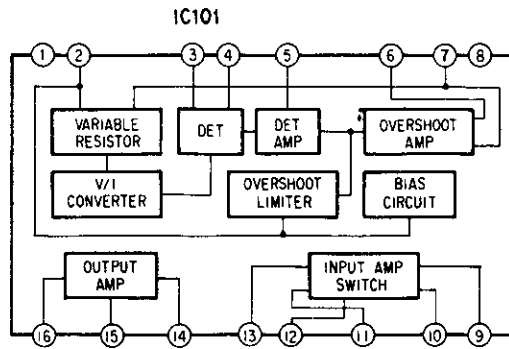 IC101
1 2 3 4 5 6 7 8
VARIABLE
RESISTOR
DET
DET
AMP
OVERSHOOT
AMP
V/I
CONVERTER
OVERSHOOT
LIMITER
BIAS
CIRCUIT
OUTPUT
AMP
INPUT AMP
SWITCH
16 15 14 13 12 11 10 9